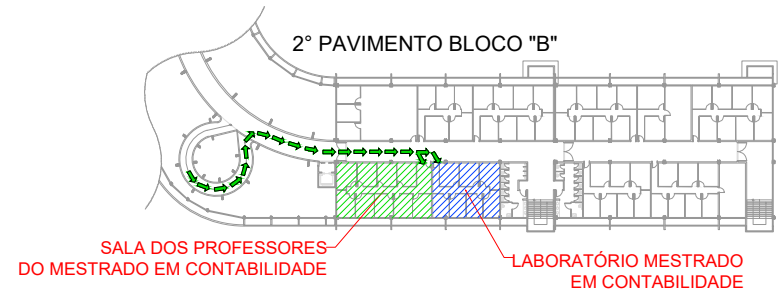 2° PAVIMENTO BLOCO "B"
SALA DOS PROFESSORES
DO MESTRADO EM CONTABILIDADE
LABORATÓRIO MESTRADO
EM CONTABILIDADE